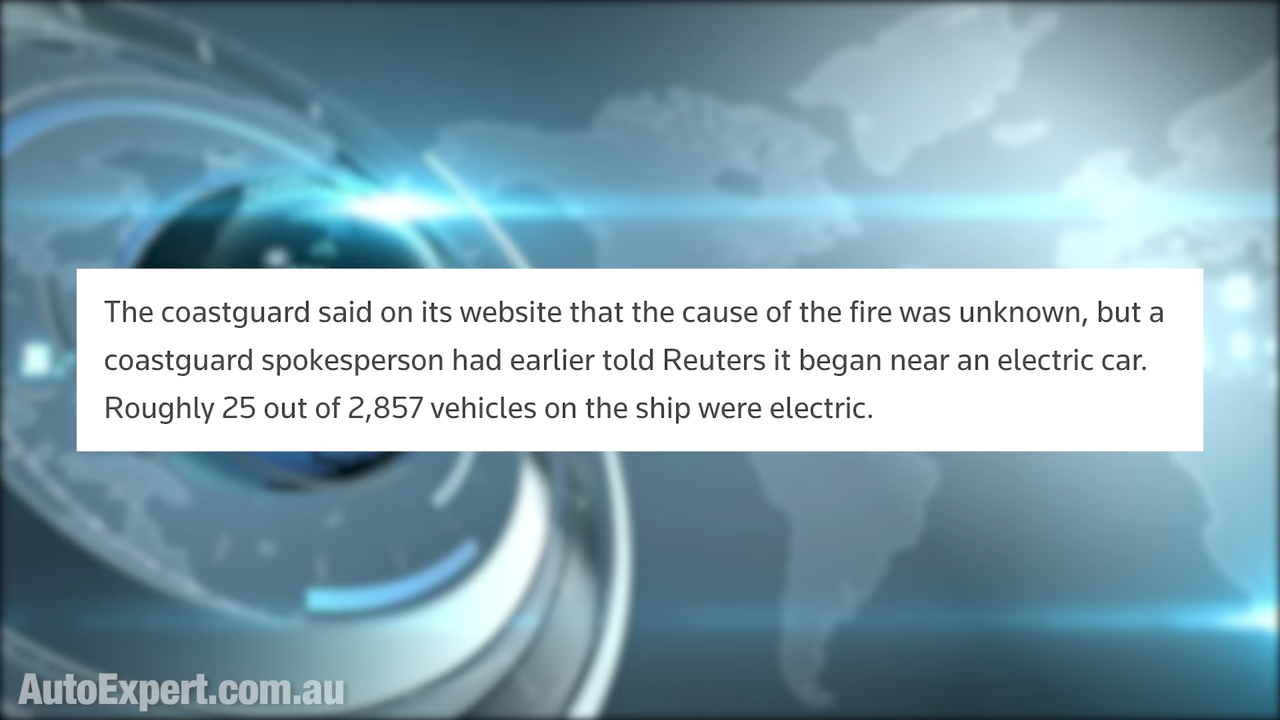 The coastguard said on its website that the cause of the fire was unknown, but a
coastguard spokesperson had earlier told Reuters it began near an electric car.
Roughly 25 out of 2,857 vehicles on the ship were electric.
AutoExpert.com.au